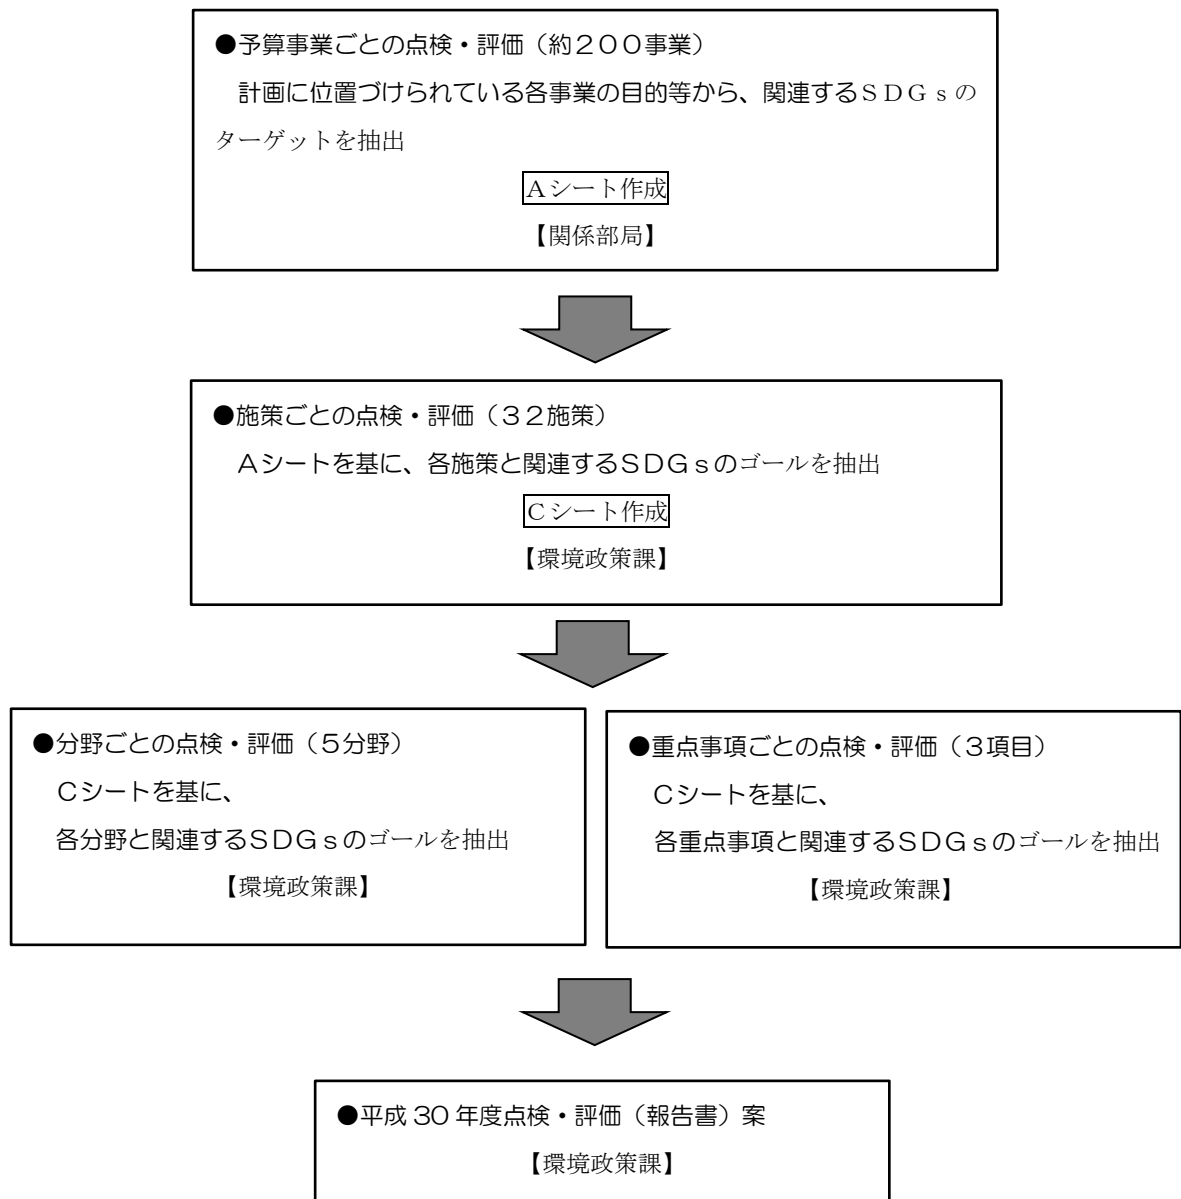 ●予算事業ごとの点検・評価（約２００事業）
計画に位置づけられている各事業の目的等から、関連するＳＤＧｓの
ターゲットを抽出
Ａシート作成
【関係部局】
●施策ごとの点検・評価（３２施策）
Ａシートを基に、各施策と関連するＳＤＧｓのゴールを抽出
Ｃシート作成
【環境政策課】
●分野ごとの点検・評価（５分野）
Ｃシートを基に、
各分野と関連するＳＤＧｓのゴールを抽出
【環境政策課】
●重点事項ごとの点検・評価（３項目）
Ｃシートを基に、
各重点事項と関連するＳＤＧｓのゴールを抽出
【環境政策課】
●平成 30 年度点検・評価（報告書）案
【環境政策課】